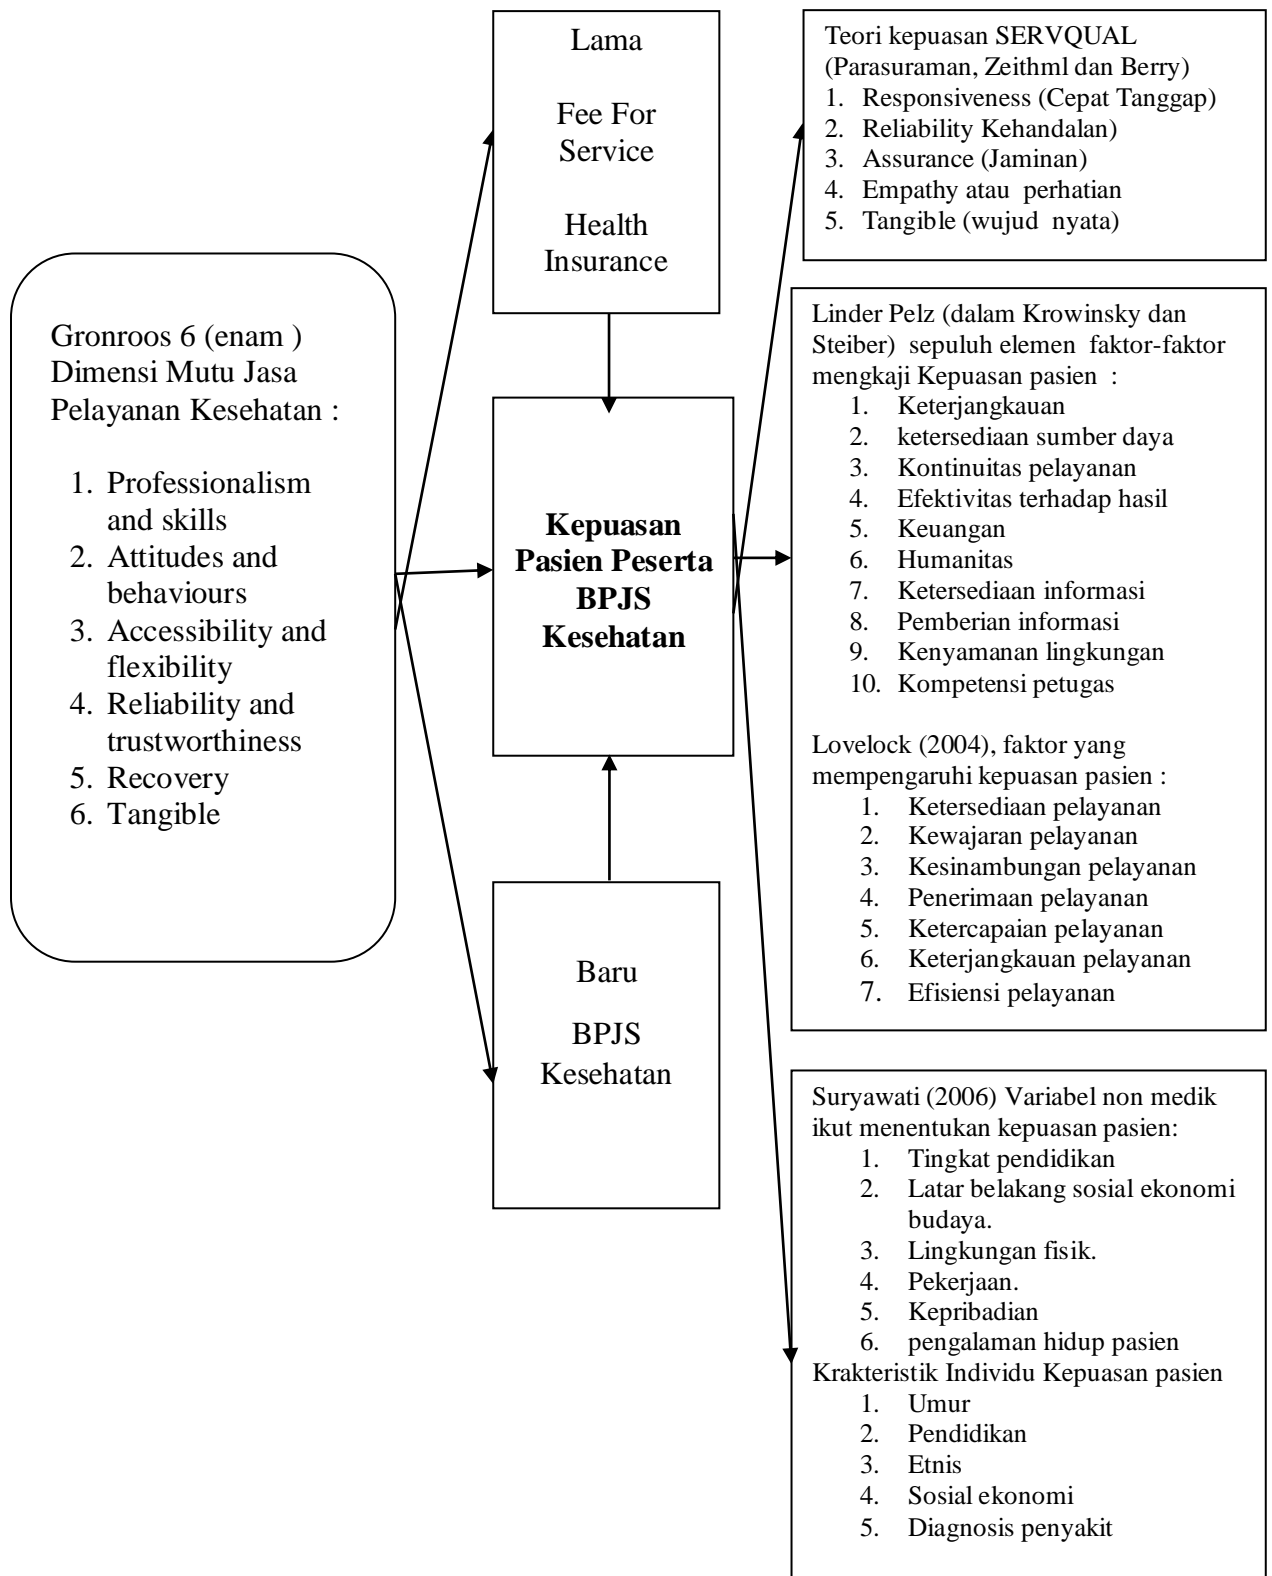 Gronroos 6 (enam )
Dimensi Mutu Jasa
Pelayanan Kesehatan :
1. Professionalism
and skills
2. Attitudes and
behaviours
3. Accessibility and
flexibility
4. Reliability and
trustworthiness
5. Recovery
6. Tangible
Lama
Fee For
Service
Health
Insurance
Kepuasan
Pasien Peserta
BPJS
Kesehatan
Baru
BPJS
Kesehatan
Teori kepuasan SERVQUAL
(Parasuraman, Zeithml dan Berry)
1. Responsiveness (Cepat Tanggap)
2. Reliability Kehandalan)
3. Assurance (Jaminan)
4. Empathy atau perhatian
5. Tangible (wujud nyata)
Linder Pelz (dalam Krowinsky dan
Steiber) sepuluh elemen faktor-faktor
mengkaji Kepuasan pasien :
1. Keterjangkauan
2. ketersediaan sumber daya
3. Kontinuitas pelayanan
4. Efektivitas terhadap hasil
5. Keuangan
6. Humanitas
7. Ketersediaan informasi
8. Pemberian informasi
9. Kenyamanan lingkungan
10. Kompetensi petugas
Lovelock (2004), faktor yang
mempengaruhi kepuasan pasien :
1. Ketersediaan pelayanan
2. Kewajaran pelayanan
3. Kesinambungan pelayanan
4. Penerimaan pelayanan
5. Ketercapaian pelayanan
6. Keterjangkauan pelayanan
7. Efisiensi pelayanan
Suryawati (2006) Variabel non medik
ikut menentukan kepuasan pasien:
1. Tingkat pendidikan
2. Latar belakang sosial ekonomi
budaya.
3. Lingkungan fisik.
4. Pekerjaan.
5. Kepribadian
6. pengalaman hidup pasien
Krakteristik Individu Kepuasan pasien
1. Umur
2. Pendidikan
3. Etnis
4. Sosial ekonomi
5. Diagnosis penyakit